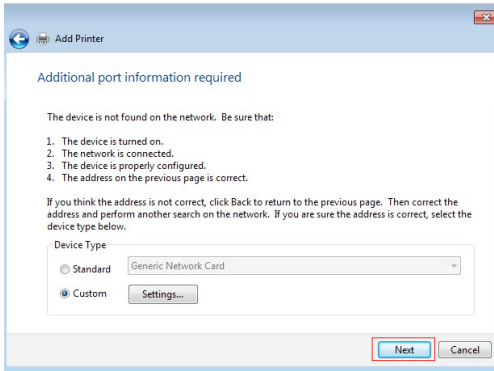 Add Printer
Additional port information required
The device is not found on the network. Be sure that:
1. The device is turned on.
2. The network is connected.
3. The device is properly configured.
4. The address on the previous page is correct.
If you think the address is not correct, click Back to return to the previous page. Then correct the
address and perform another search on the network. If you are sure the address is correct, select the
device type below.
Device Type
Standard Generic Network Card
Custom Settings...
Next Cancel